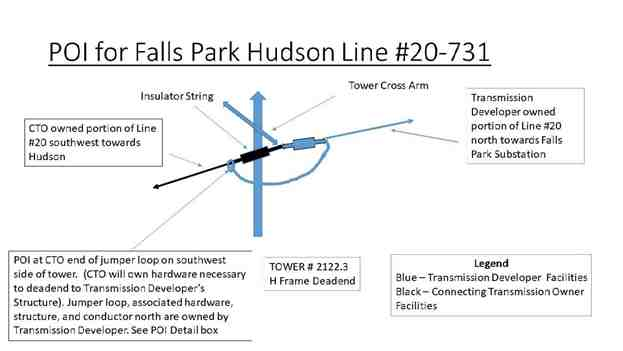 POI for Falls Park Hudson Line #20-731
Tower Cross Arm
Insulator String
Transmission
Developer owned
portion of Line #20
north towards Falls
Park Substation
CTO owned portion of Line
#20 southwest towards
Hudson
POI at CTO end of jumper loop on southwest
side of tower.  (CTO will own hardware necessary
to deadend to Transmission Developer's
Structure). Jumper loop, associated hardware,
structure, and conductor north are owned by
Transmission Developer. See POI Detail box
TOWER # 2122.3
H Frame Deadend
Legend
Blue – Transmission Developer  Facilities
Black – Connecting Transmission Owner
Facilities